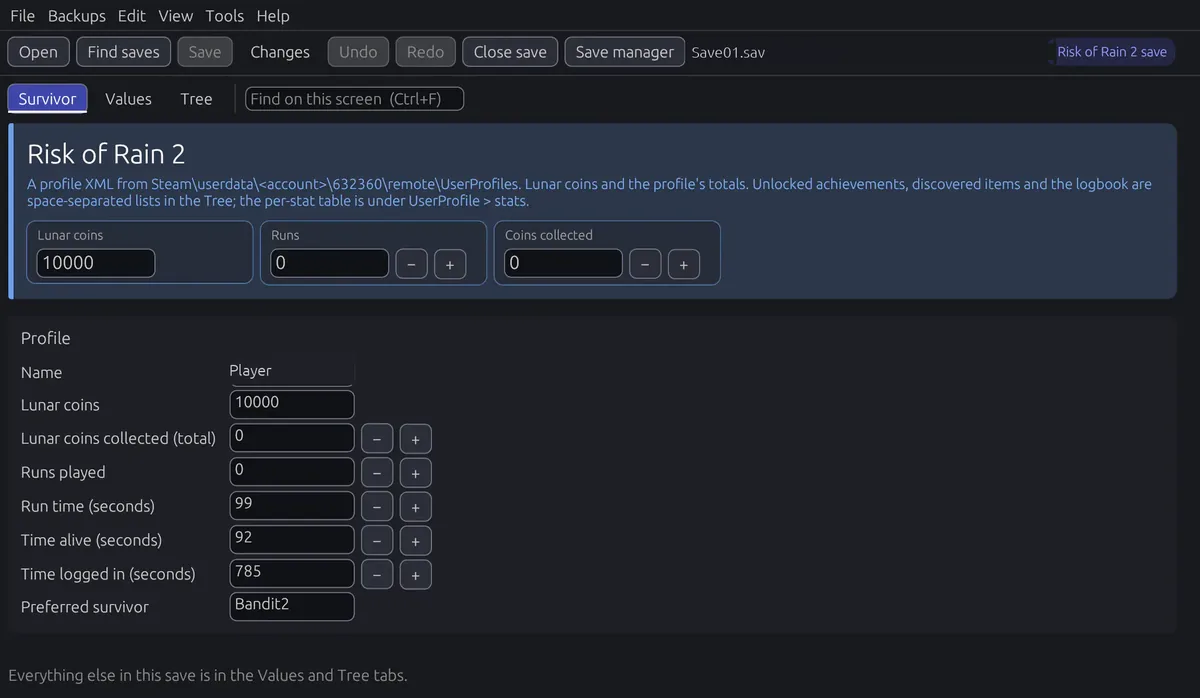 File Backups Edit View Tools Help
Open Find saves Save Changes Undo Redo Close save Save manager Save01.sav Risk of Rain 2 save
Survivor Values Tree Find on this screen (Ctrl+F)
Risk of Rain 2
A profile XML from Steam\userdata\<account>\632360\remote\UserProfiles. Lunar coins and the profile's totals. Unlocked achievements, discovered items and the logbook are
space-separated lists in the Tree; the per-stat table is under UserProfile > stats.
Lunar coins Runs Coins collected
10000 0 − + 0 − +
Profile
Name Player
Lunar coins 10000
Lunar coins collected (total) 0 − +
Runs played 0 − +
Run time (seconds) 99 − +
Time alive (seconds) 92 − +
Time logged in (seconds) 785 − +
Preferred survivor Bandit2
Everything else in this save is in the Values and Tree tabs.